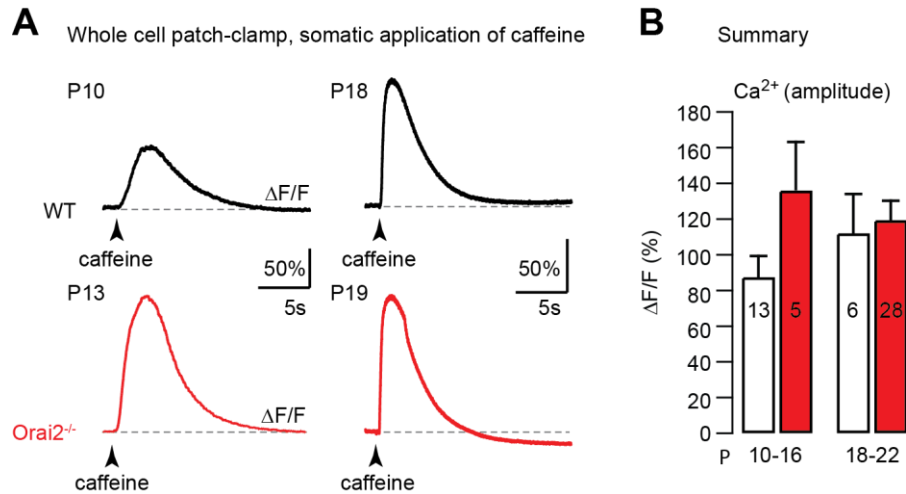 A Whole cell patch-clamp, somatic application of caffeine
P10 P18
WT ΔF/F
caffeine caffeine
50% 50%
5s 5s
P13 P19
Orai2-/- ΔF/F
caffeine caffeine
B Summary
Ca2+ (amplitude)
ΔF/F (%)
180
160
140
120
100
80
60
40
20
0
13 5 6 28
P 10-16 18-22